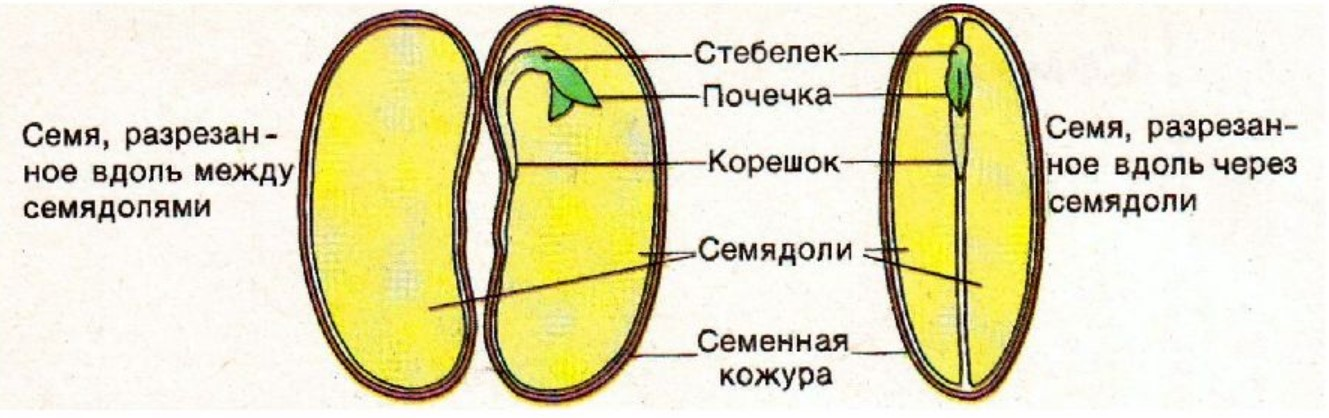 Семя, разрезан-
ное вдоль между
семядолями
Стебелек
Почечка
Корешок
Семядоли
Семенная
кожура
Семя, разрезан-
ное вдоль через
семядоли